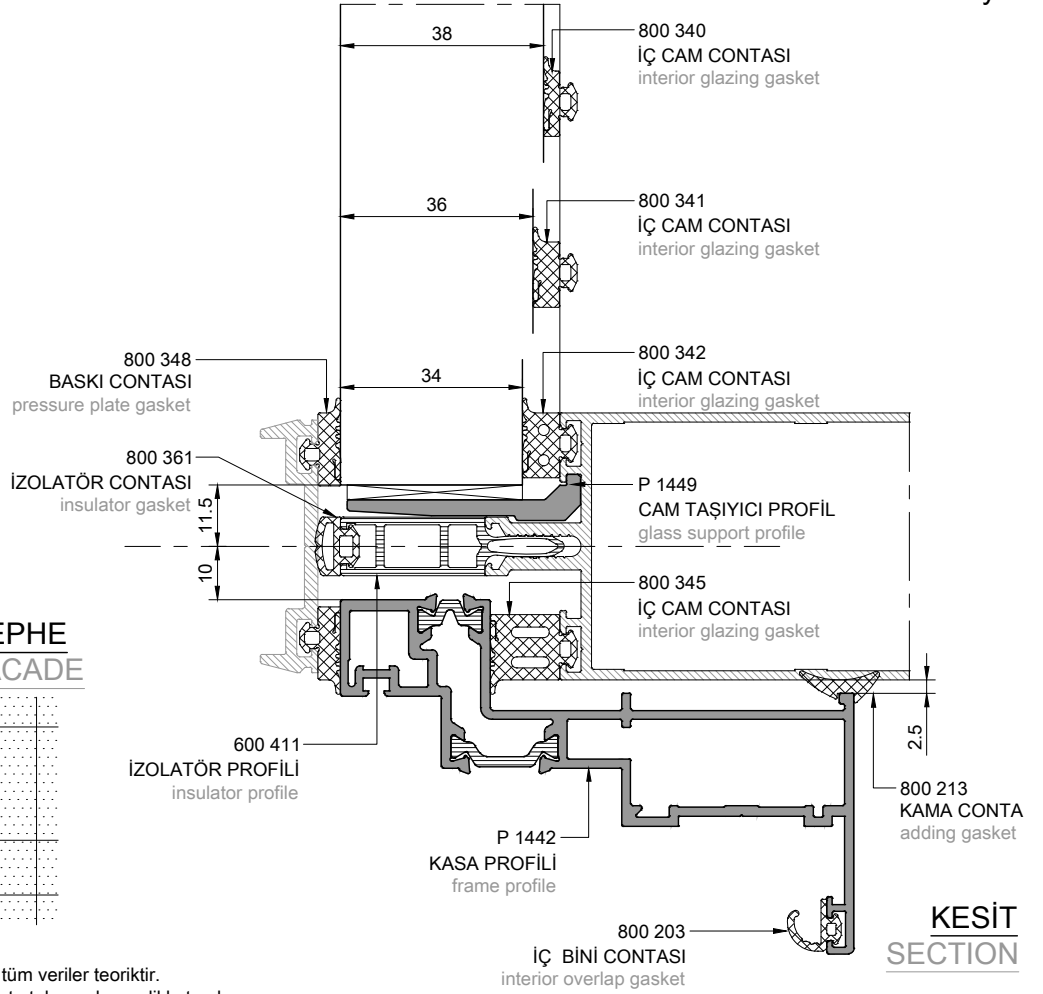 38
800 340
İÇ CAM CONTASI
interior glazing gasket
36
800 341
İÇ CAM CONTASI
interior glazing gasket
800 348
BASKI CONTASI
pressure plate gasket
34
800 342
İÇ CAM CONTASI
interior glazing gasket
800 361
İZOLATÖR CONTASI
insulator gasket
11.5
P 1449
CAM TAŞIYICI PROFİL
glass support profile
10
800 345
İÇ CAM CONTASI
interior glazing gasket
EPHE
ACADE
2.5
600 411
İZOLATÖR PROFİLİ
insulator profile
800 213
KAMA CONTA
adding gasket
P 1442
KASA PROFİLİ
frame profile
800 203
İÇ BİNİ CONTASI
interior overlap gasket
KESİT
SECTION
tüm veriler teoriktir.